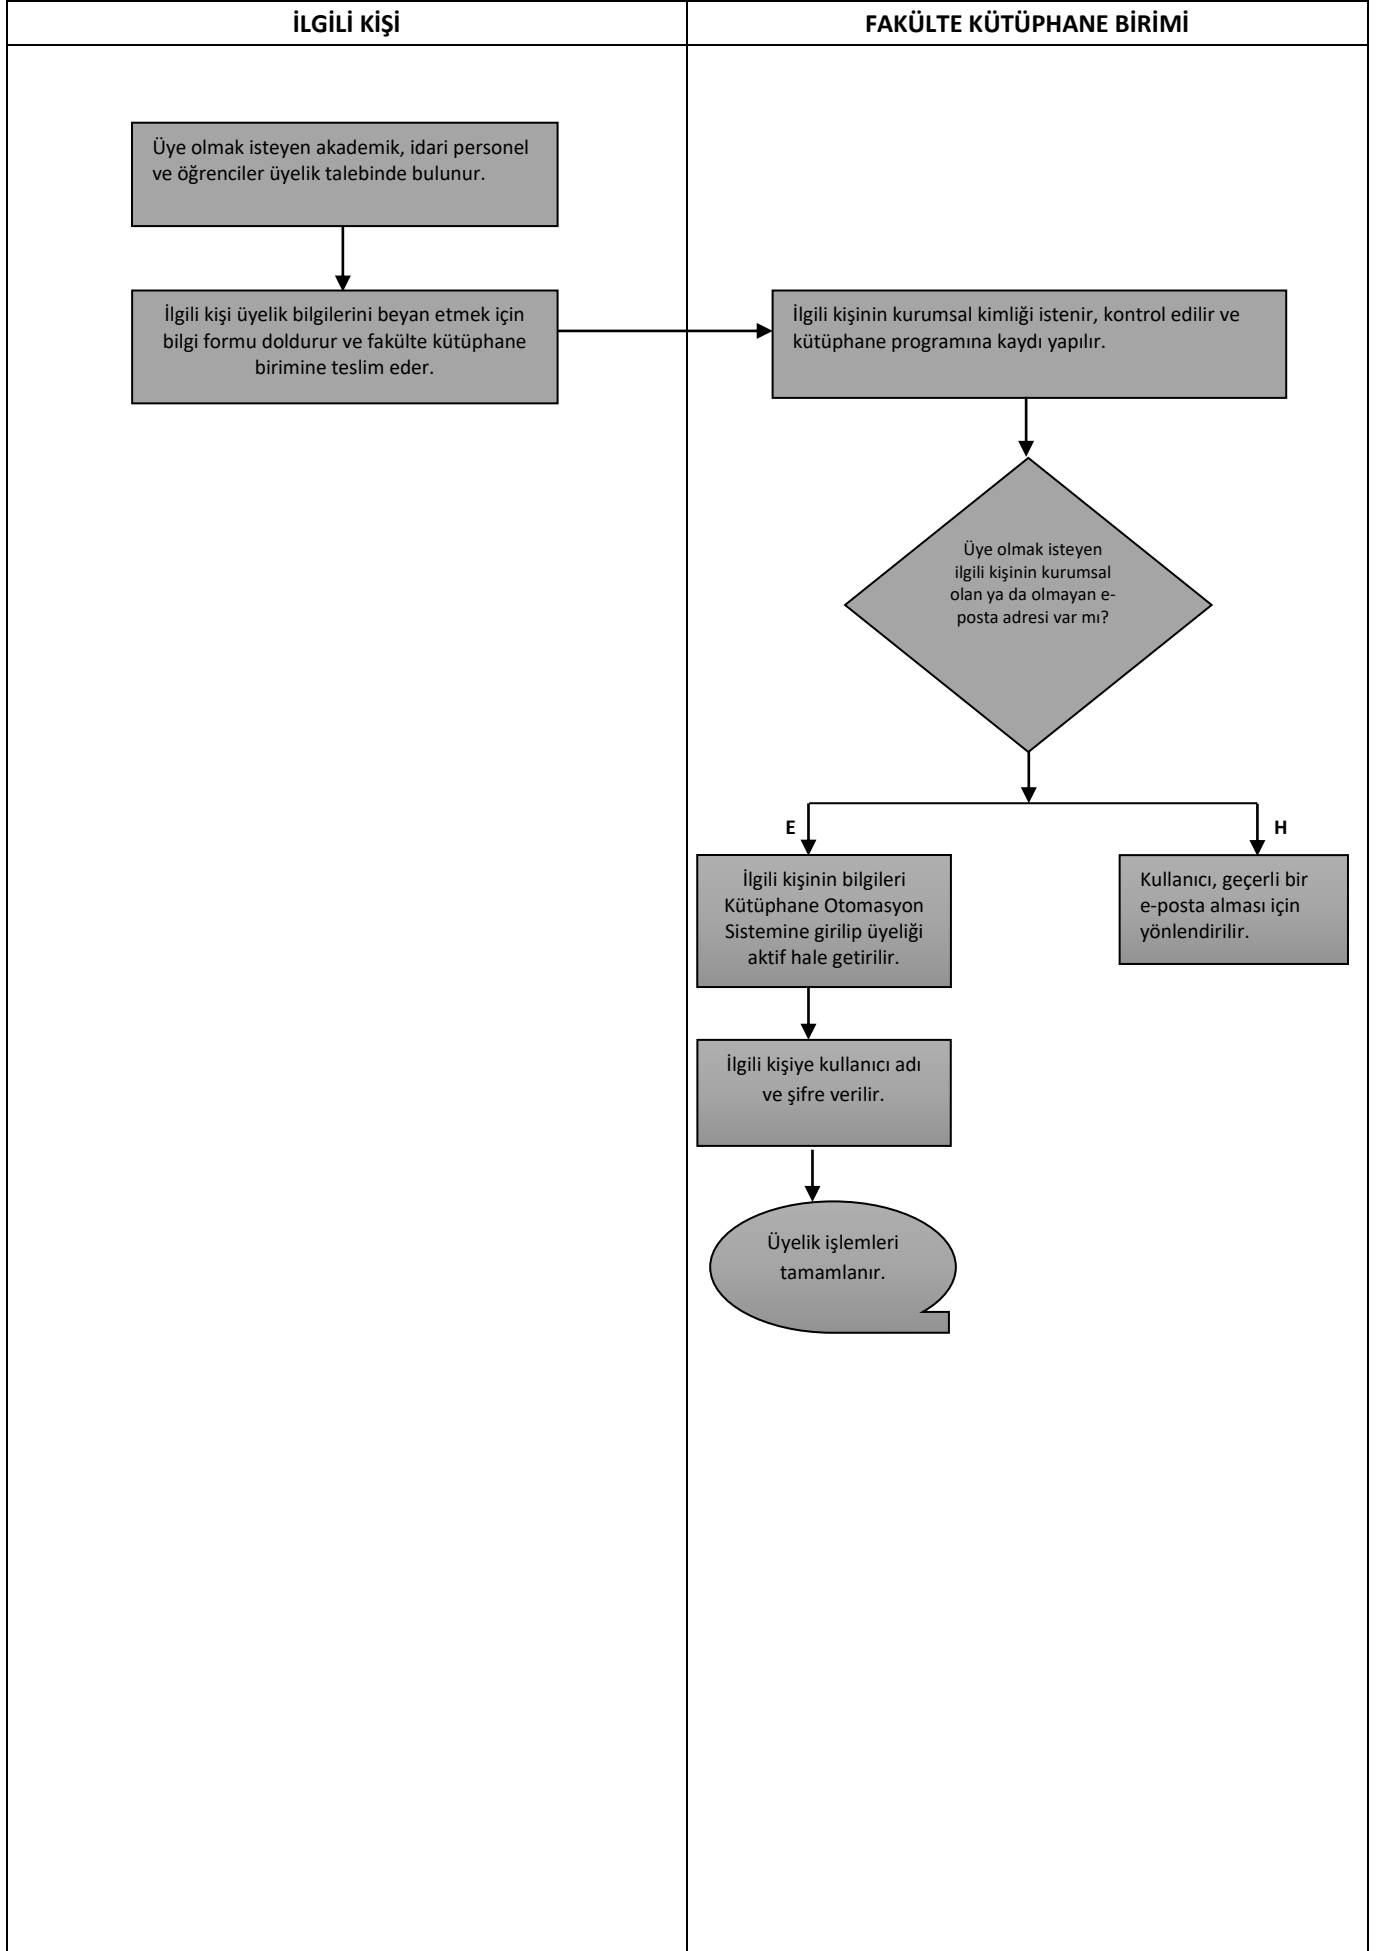 İLGİLİ KİŞİ
FAKÜLTE KÜTÜPHANE BİRİMİ
Üye olmak isteyen akademik, idari personel
ve öğrenciler üyelik talebinde bulunur.
İlgili kişi üyelik bilgilerini beyan etmek için
bilgi formu doldurur ve fakülte kütüphane
birimine teslim eder.
İlgili kişinin kurumsal kimliği istenir, kontrol edilir ve
kütüphane programına kaydı yapılır.
Üye olmak isteyen
ilgili kişinin kurumsal
olan ya da olmayan e-
posta adresi var mı?
E
H
İlgili kişinin bilgileri
Kütüphane Otomasyon
Sistemine girilip üyeliği
aktif hale getirilir.
Kullanıcı, geçerli bir
e-posta alması için
yönlendirilir.
İlgili kişiye kullanıcı adı
ve şifre verilir.
Üyelik işlemleri
tamamlanır.